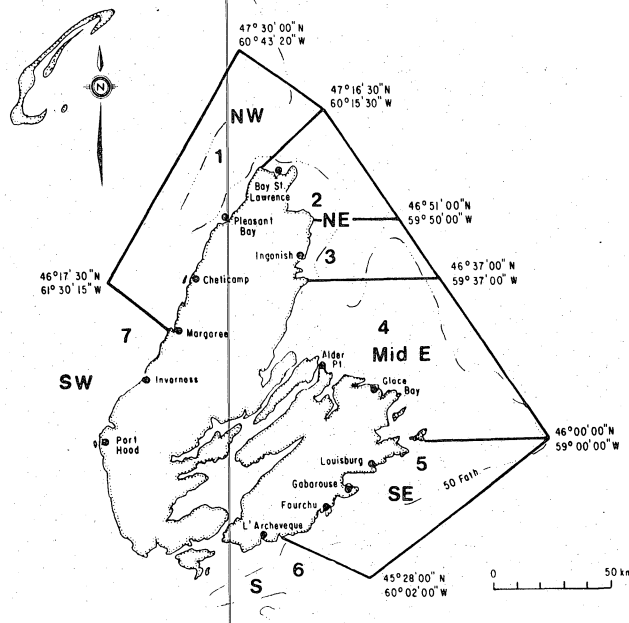 47° 30' 00" N
60° 43' 20" W
N
47° 16' 30" N
60° 15' 30" W
NW
1
Bay St.
Lawrence
2
46° 51' 00" N
59° 50' 00" W
Pleasant
Bay
NE
Ingonish
3
46° 37' 00" N
59° 37' 00" W
46° 17' 30" N
61° 30' 15" W
Cheticamp
7
Margaree
4
Mid E
Alder
Pt.
SW
Inverness
Glace
Bay
46° 00' 00" N
59° 00' 00" W
Port
Hood
Louisburg
5
Gabarouse
SE
50 Fath.
Fourchu
L' Archeveque
6
S
45° 28' 00" N
60° 02' 00" W
0
50 km